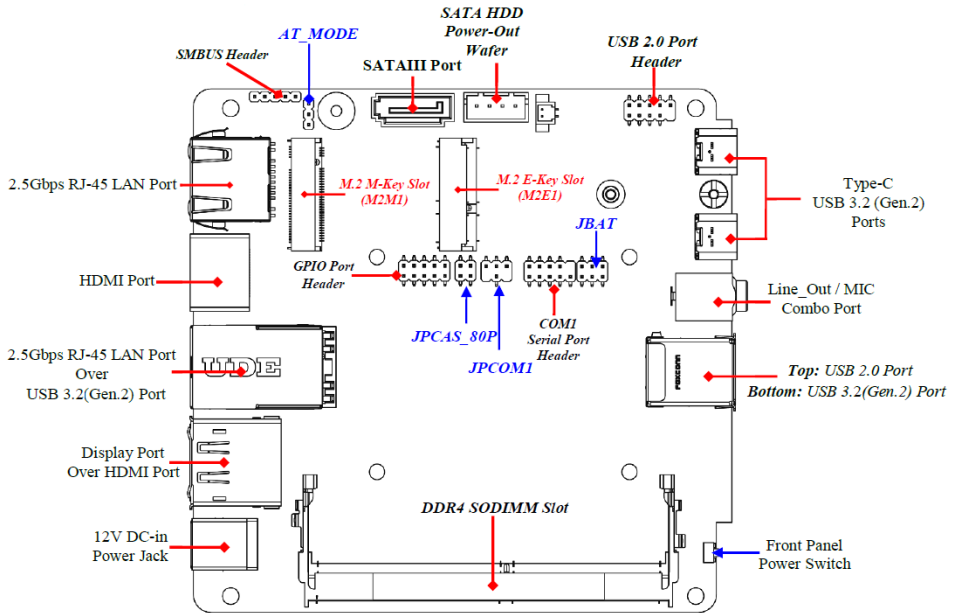 SATA HDD
Power-Out
Wafer
AT_MODE
SMBUS Header
SATAIII Port
USB 2.0 Port
Header
2.5Gbps RJ-45 LAN Port
M.2 M-Key Slot
(M2M1)
M.2 E-Key Slot
(M2E1)
Type-C
USB 3.2 (Gen.2)
Ports
JBAT
HDMI Port
GPIO Port
Header
Line_Out / MIC
Combo Port
JPCAS_80P
JPCOM1
COM1
Serial Port
Header
2.5Gbps RJ-45 LAN Port
Over
USB 3.2(Gen.2) Port
UDE
FOXCONN
Top: USB 2.0 Port
Bottom: USB 3.2(Gen.2) Port
Display Port
Over HDMI Port
DDR4 SODIMM Slot
12V DC-in
Power Jack
Front Panel
Power Switch